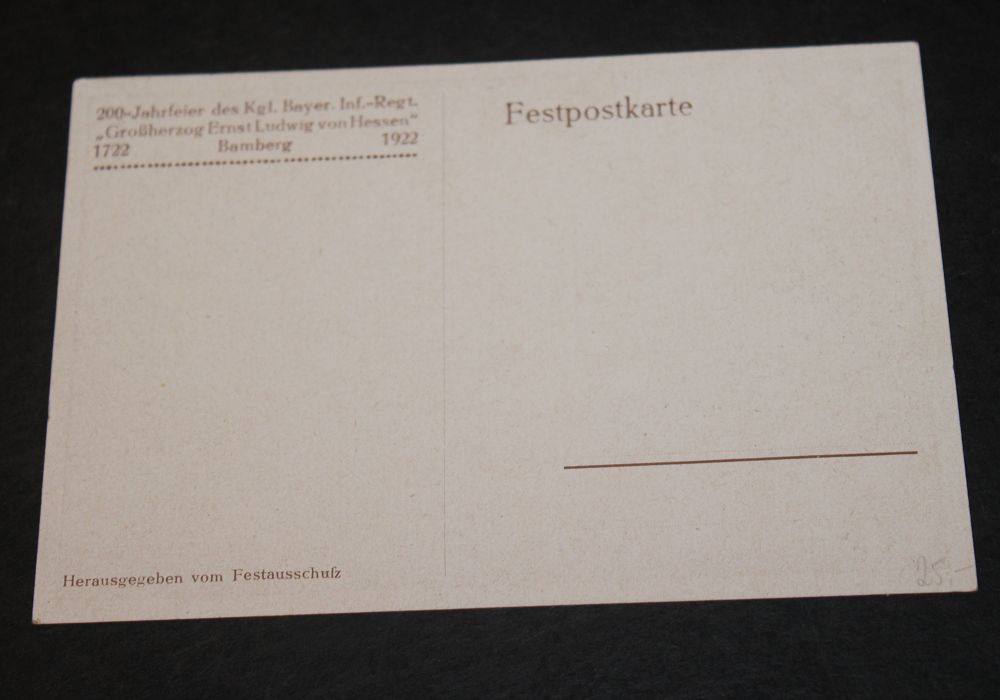 200-Jahrfeier des Kgl. Bayer. Inf.-Regt.
„Großherzog Ernst Ludwig von Hessen“
1722 Bamberg 1922
Festpostkarte
Herausgegeben vom Festausschuſz
25,-